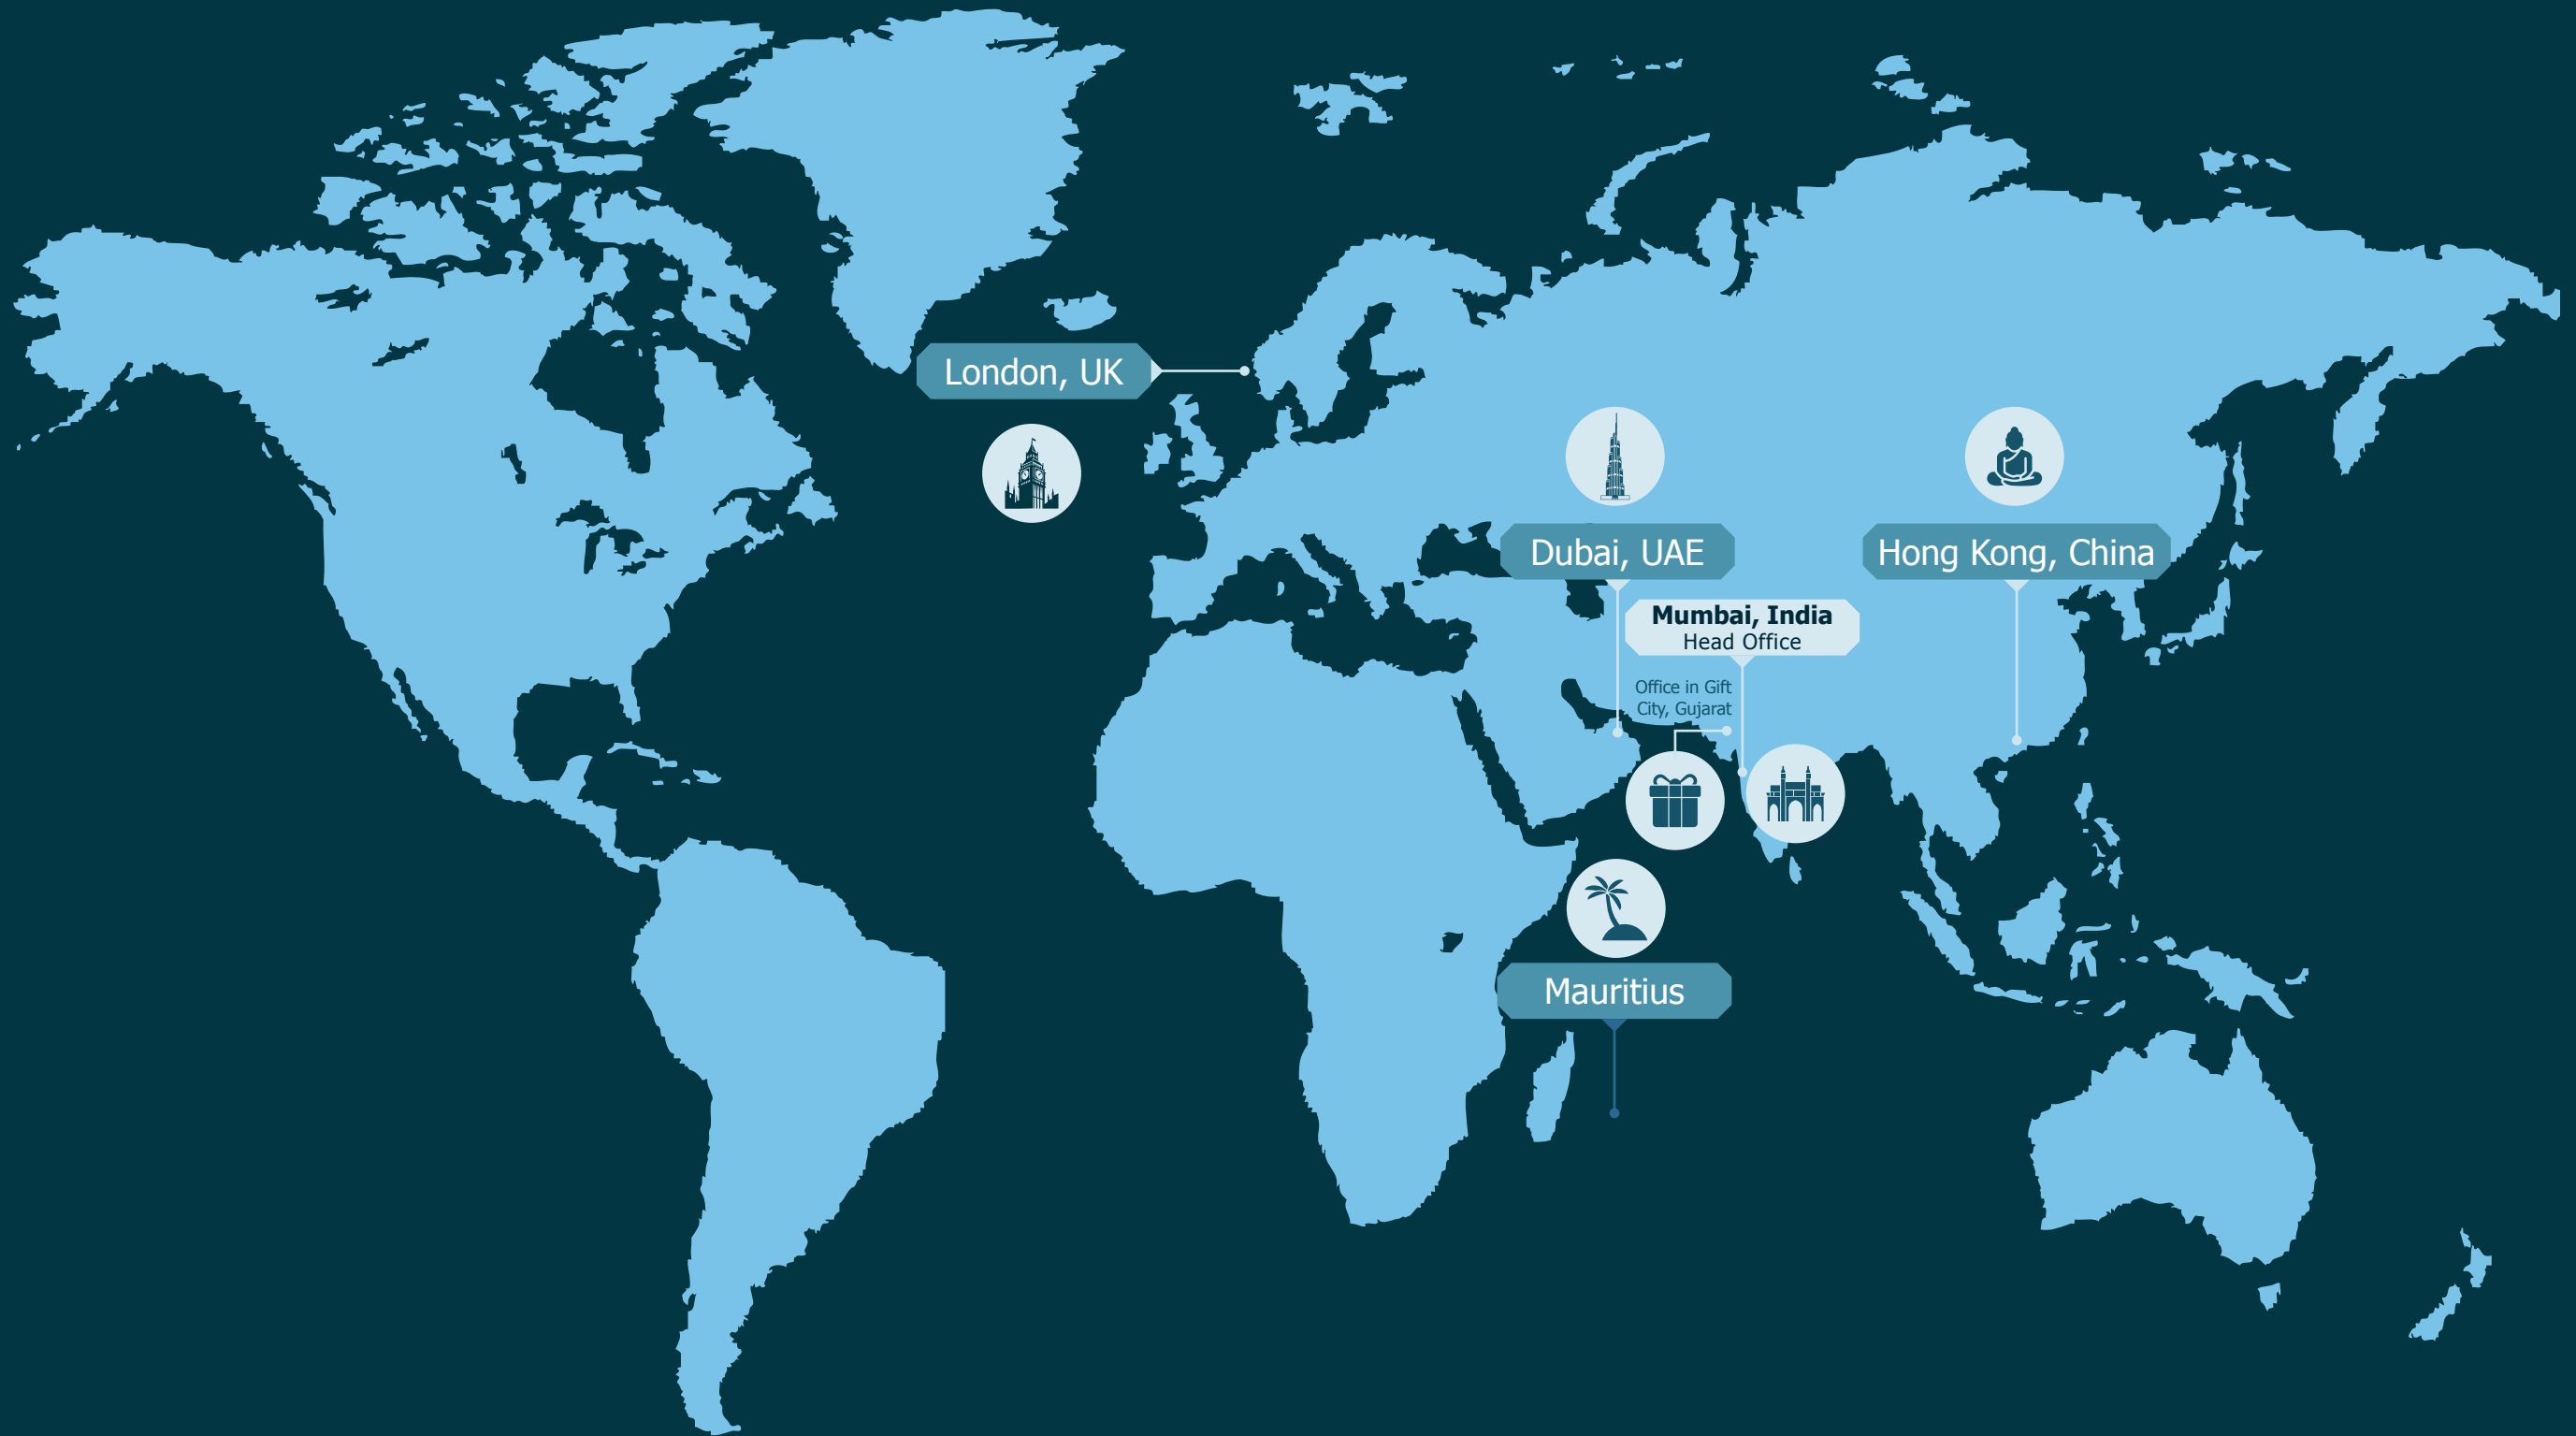 London, UK
Dubai, UAE
Hong Kong, China
Mumbai, India
Head Office
Office in Gift
City, Gujarat
Mauritius